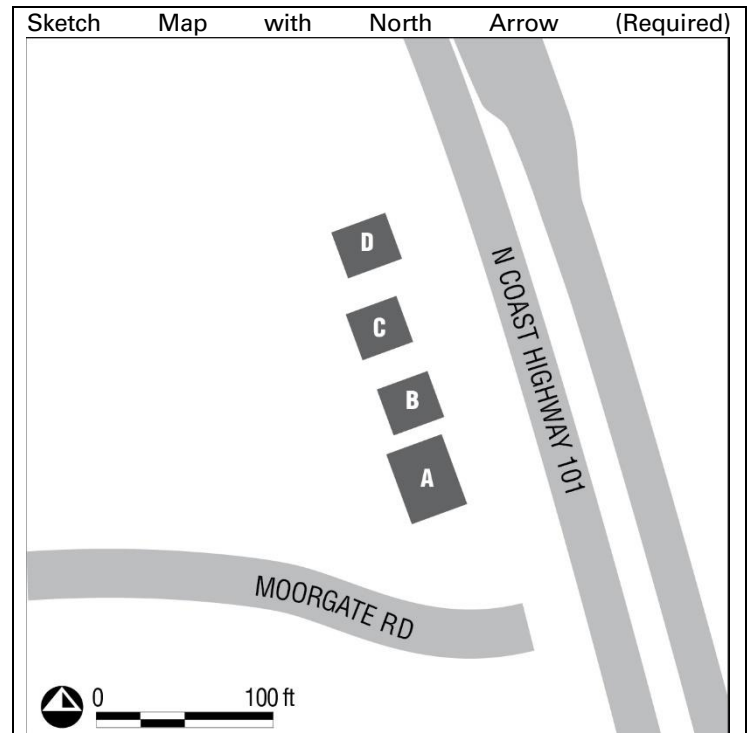 Sketch Map with North Arrow (Required)
D
C
B
A
N COAST HIGHWAY 101
MOORGATE RD
0 100 ft